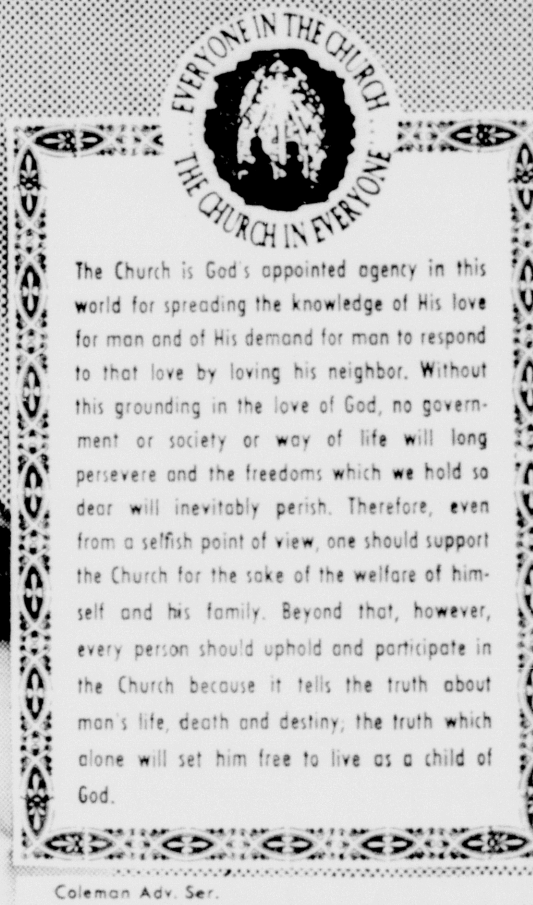 EVERYONE IN THE CHURCH
THE CHURCH IN EVERYONE
The Church is God's appointed agency in this
world for spreading the knowledge of His love
for man and of His demand for man to respond
to that love by loving his neighbor. Without
this grounding in the love of God, no govern-
ment or society or way of life will long
persevere and the freedoms which we hold so
dear will inevitably perish. Therefore, even
from a selfish point of view, one should support
the Church for the sake of the welfare of him-
self and his family. Beyond that, however,
every person should uphold and participate in
the Church because it tells the truth about
man's life, death and destiny; the truth which
alone will set him free to live as a child of
God.
Coleman Adv. Ser.